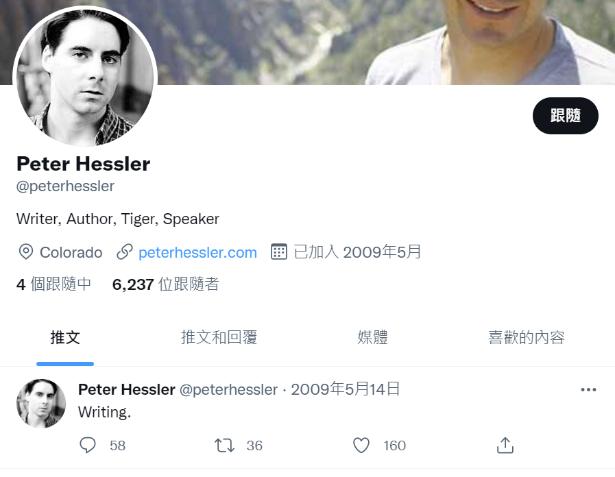 跟隨
Peter Hessler
@peterhessler
Writer, Author, Tiger, Speaker
Colorado peterhessler.com 已加入 2009年5月
4 個跟隨中 6,237 位跟隨者
推文 推文和回覆 媒體 喜歡的內容
Peter Hessler @peterhessler · 2009年5月14日
Writing.
58 36 160